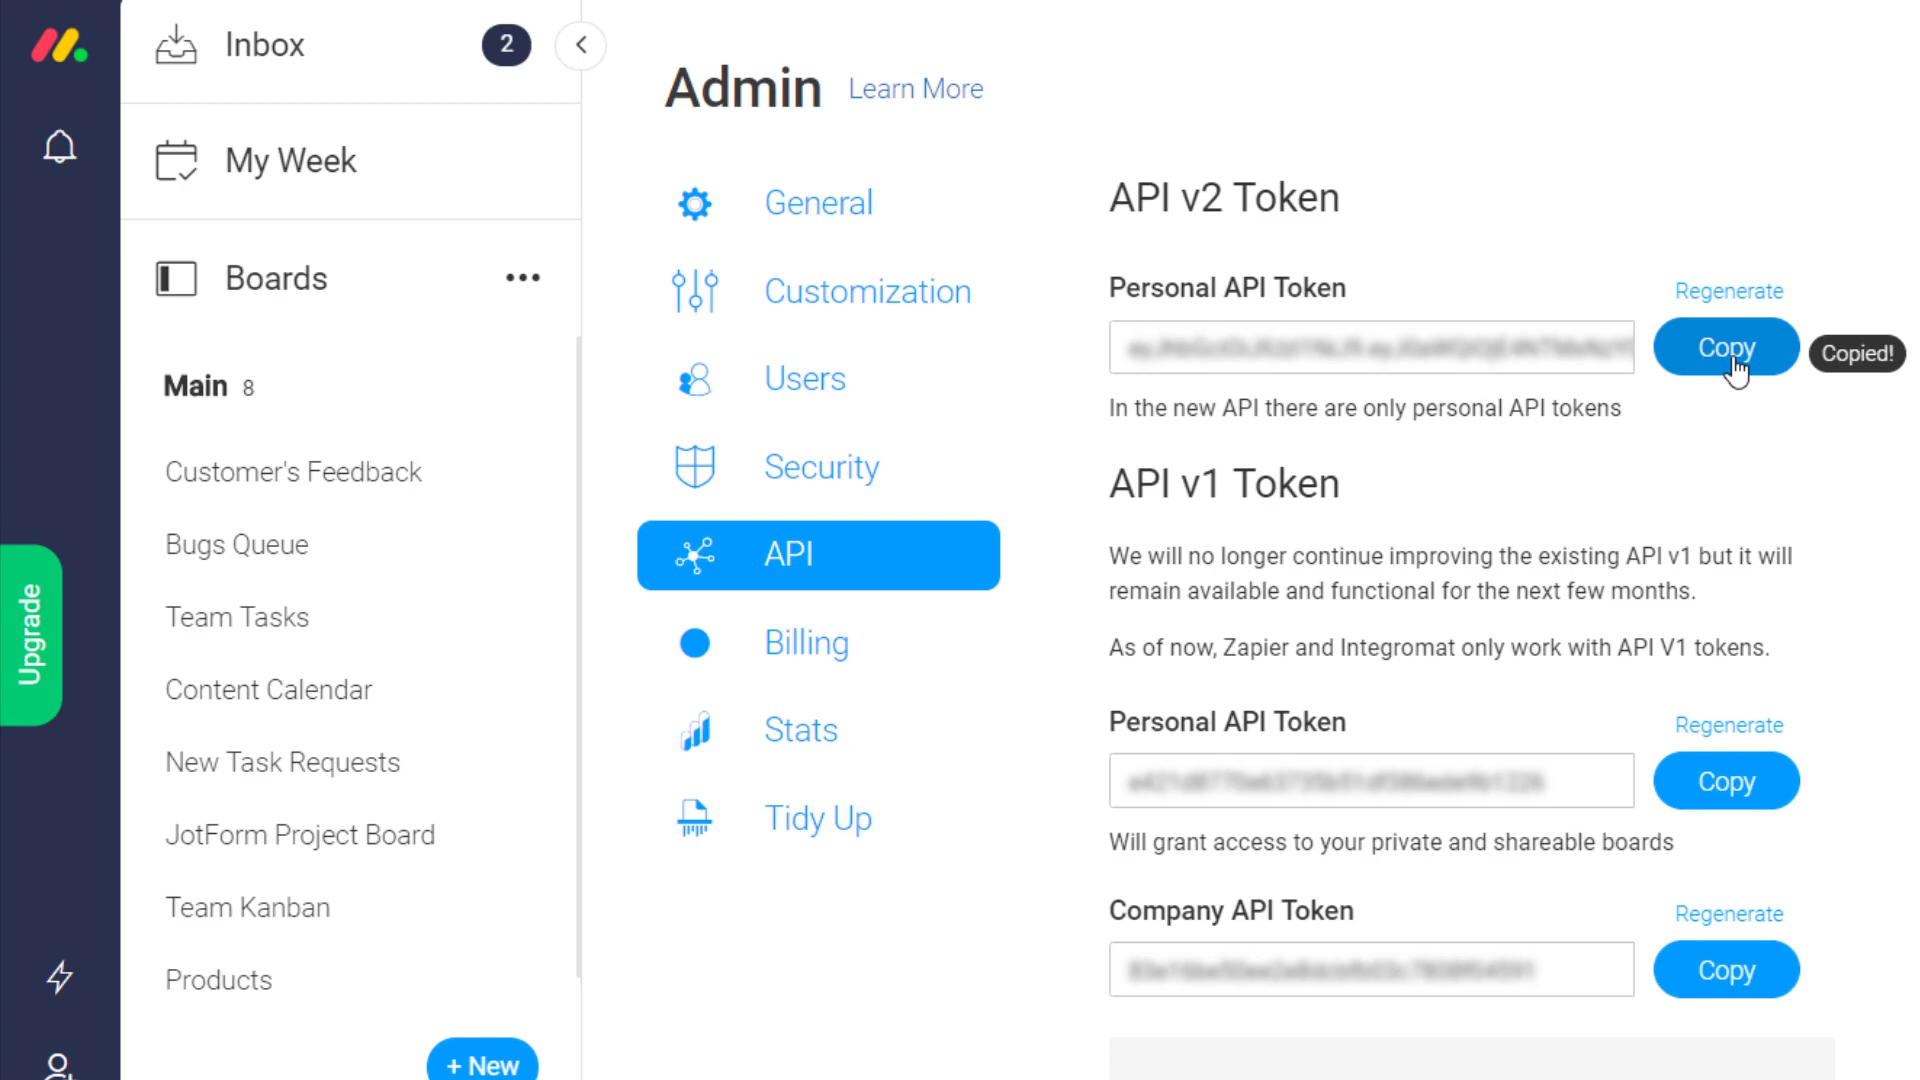 Inbox
2
My Week
Boards
Main 8
Customer's Feedback
Bugs Queue
Team Tasks
Content Calendar
New Task Requests
JotForm Project Board
Team Kanban
Products
+ New
Upgrade
Admin Learn More
General
Customization
Users
Security
API
Billing
Stats
Tidy Up
API v2 Token
Personal API Token
Regenerate
Copy
Copied!
In the new API there are only personal API tokens
API v1 Token
We will no longer continue improving the existing API v1 but it will
remain available and functional for the next few months.
As of now, Zapier and Integromat only work with API V1 tokens.
Personal API Token
Regenerate
Copy
Will grant access to your private and shareable boards
Company API Token
Regenerate
Copy